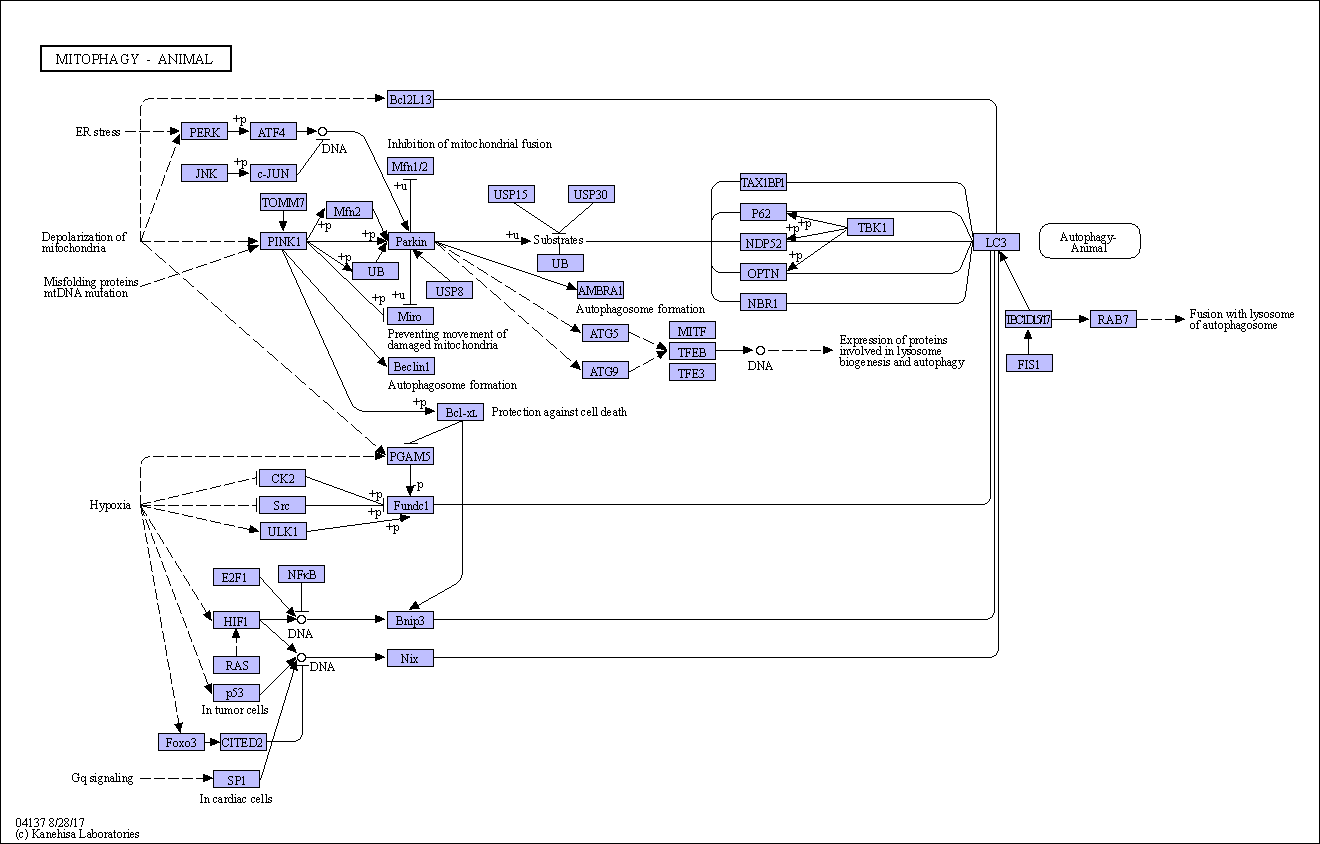 MITOPHAGY - ANIMAL
Bcl2L13
ER stress
PERK
+p
ATF4
DNA
Inhibition of mitochondrial fusion
JNK
+p
c-JUN
Mfn1/2
+u
TOMM7
Mfn2
+p
USP15
USP30
TAX1BP1
P62
+p
+p
TBK1
Depolarization of
mitochondria
PINK1
+p
Parkin
+u
Substrates
NDP52
LC3
Autophagy-
Animal
+p
UB
UB
+p
OPTN
Misfolding proteins
mtDNA mutation
+p
+u
USP8
AMBRA1
NBR1
Miro
Autophagosome formation
RAB7
Fusion with lysosome
of autophagosome
Preventing movement of
damaged mitochondria
ATG5
MITF
TFEB
TFE3
DNA
Expression of proteins
involved in lysosome
biogenesis and autophagy
FIS1
Beclin1
ATG9
Autophagosome formation
+p
Bcl-xL
Protection against cell death
PGAM5
-p
CK2
+p
Hypoxia
Src
+p
Fundc1
ULK1
+p
E2F1
NFκB
HIF1
DNA
Bnip3
RAS
DNA
Nix
p53
In tumor cells
Foxo3
CITED2
Gq signaling
SP1
In cardiac cells
04137 8/28/17
(c) Kanehisa Laboratories